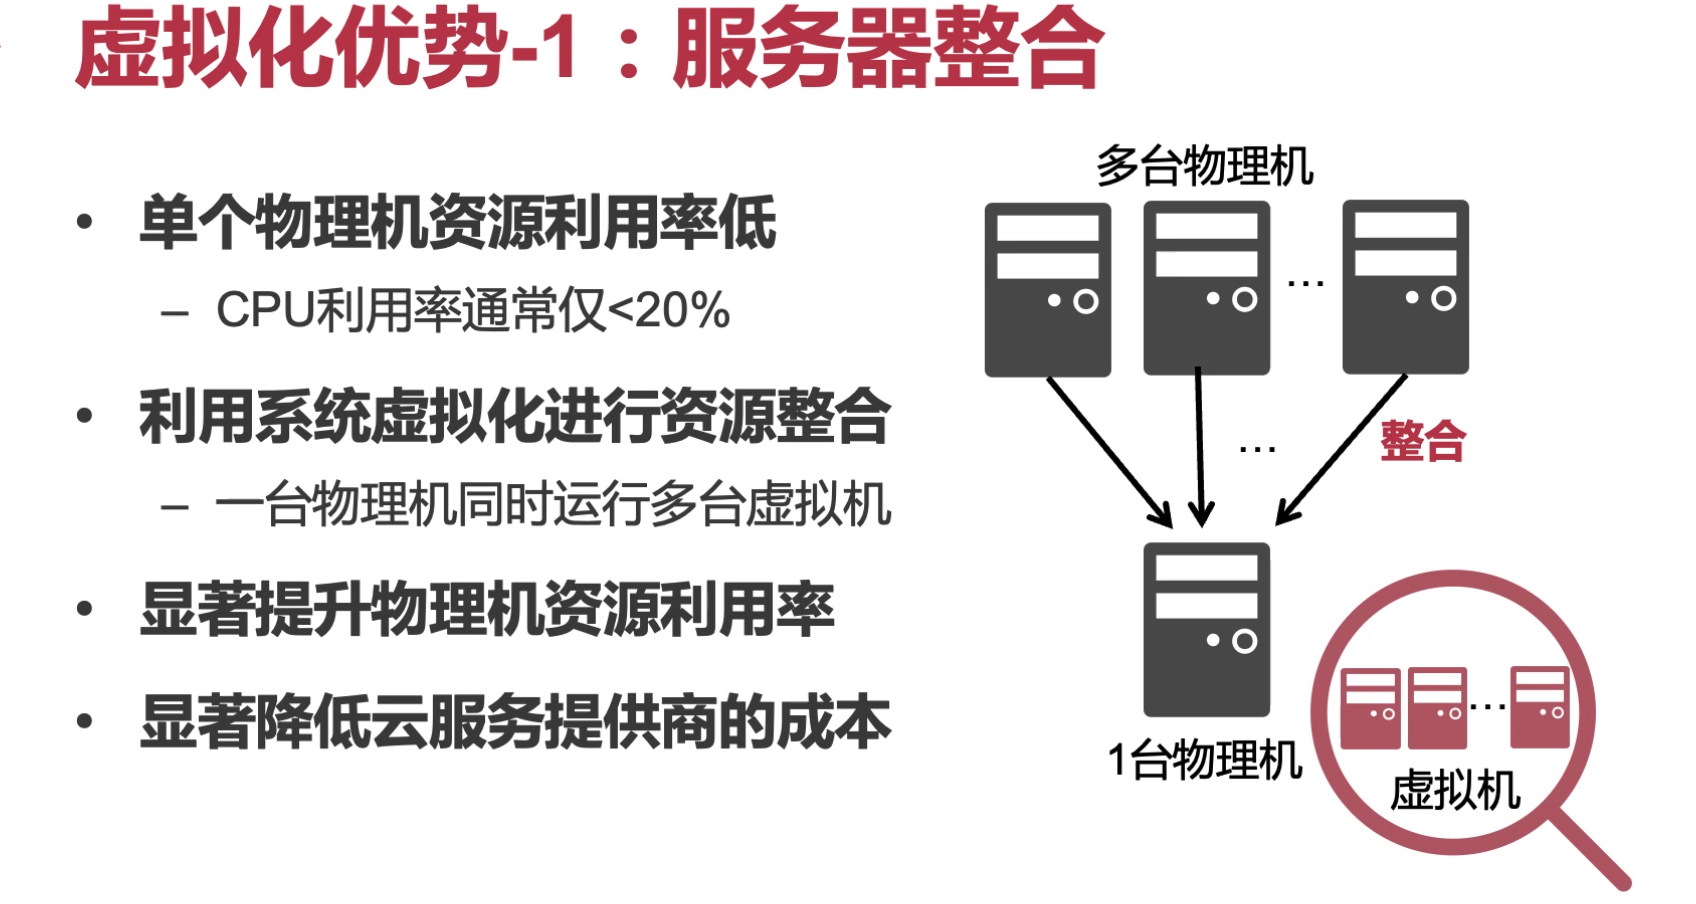 虚拟化优势-1：服务器整合
• 单个物理机资源利用率低
– CPU利用率通常仅<20%
• 利用系统虚拟化进行资源整合
– 一台物理机同时运行多台虚拟机
• 显著提升物理机资源利用率
• 显著降低云服务提供商的成本
多台物理机
…
…
整合
1台物理机
…
虚拟机